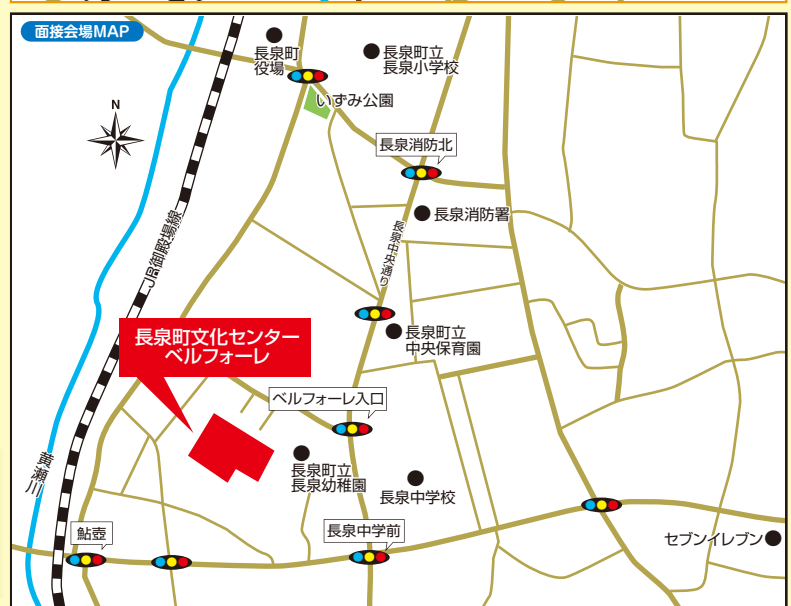 面接会場MAP
長泉町
役場
長泉町立
長泉小学校
いずみ公園
N
長泉消防北
長泉消防署
JR御殿場線
長泉中央通り
長泉町文化センター
ベルフォーレ
長泉町立
中央保育園
ベルフォーレ入口
黄瀬川
長泉町立
長泉幼稚園
長泉中学校
鮎壺
長泉中学前
セブンイレブン